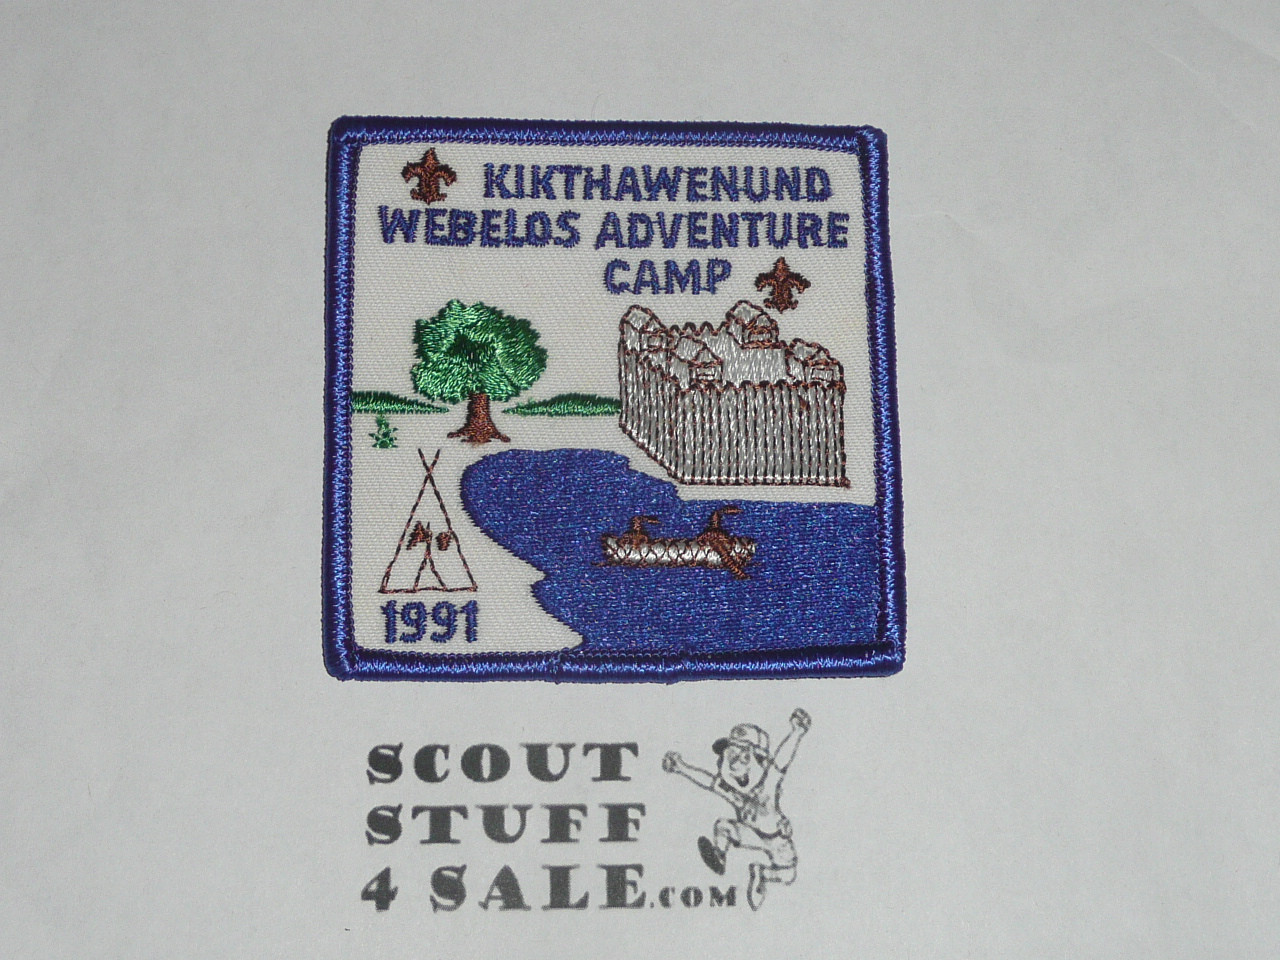 KIKTHAWENUND
WEBELOS ADVENTURE
CAMP
1991
SCOUT
STUFF
4 SALE.COM